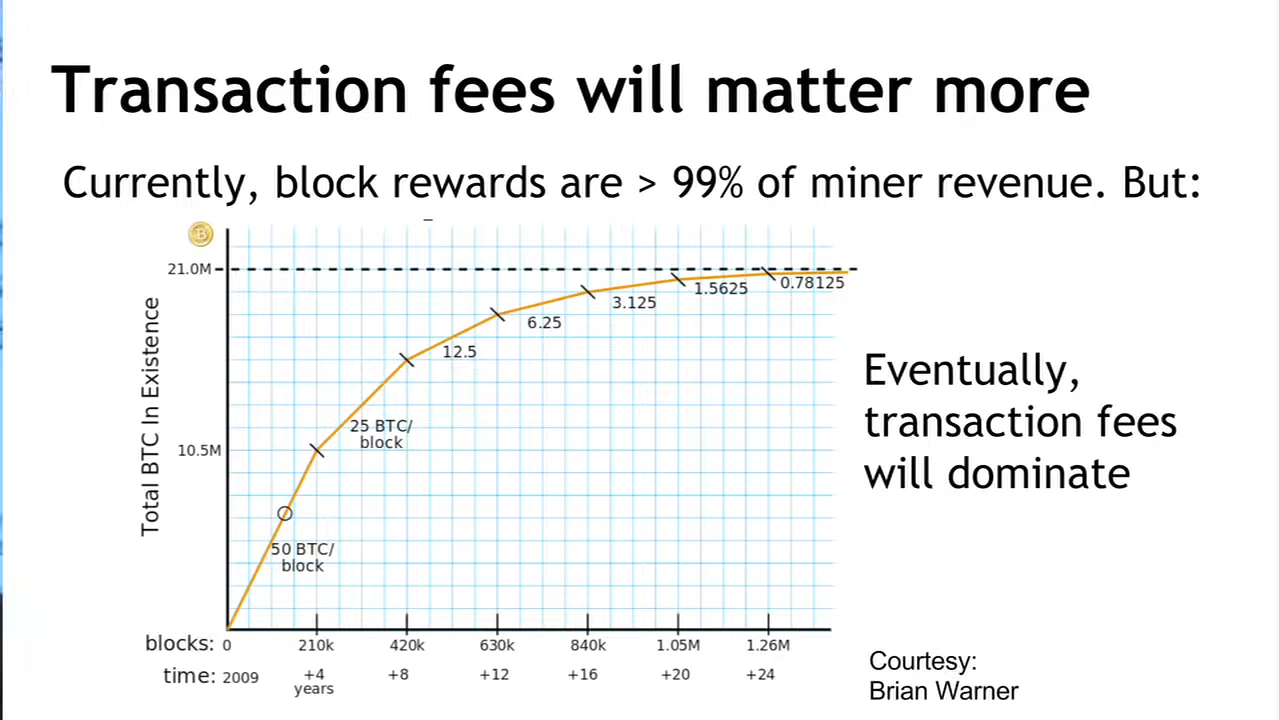 Transaction fees will matter more
Currently, block rewards are > 99% of miner revenue. But:
21.0M
0.78125
1.5625
3.125
6.25
12.5
Total BTC In Existence
25 BTC/
block
10.5M
50 BTC/
block
Eventually,
transaction fees
will dominate
blocks: 0 210k 420k 630k 840k 1.05M 1.26M
time: 2009 +4 +8 +12 +16 +20 +24
years
Courtesy:
Brian Warner